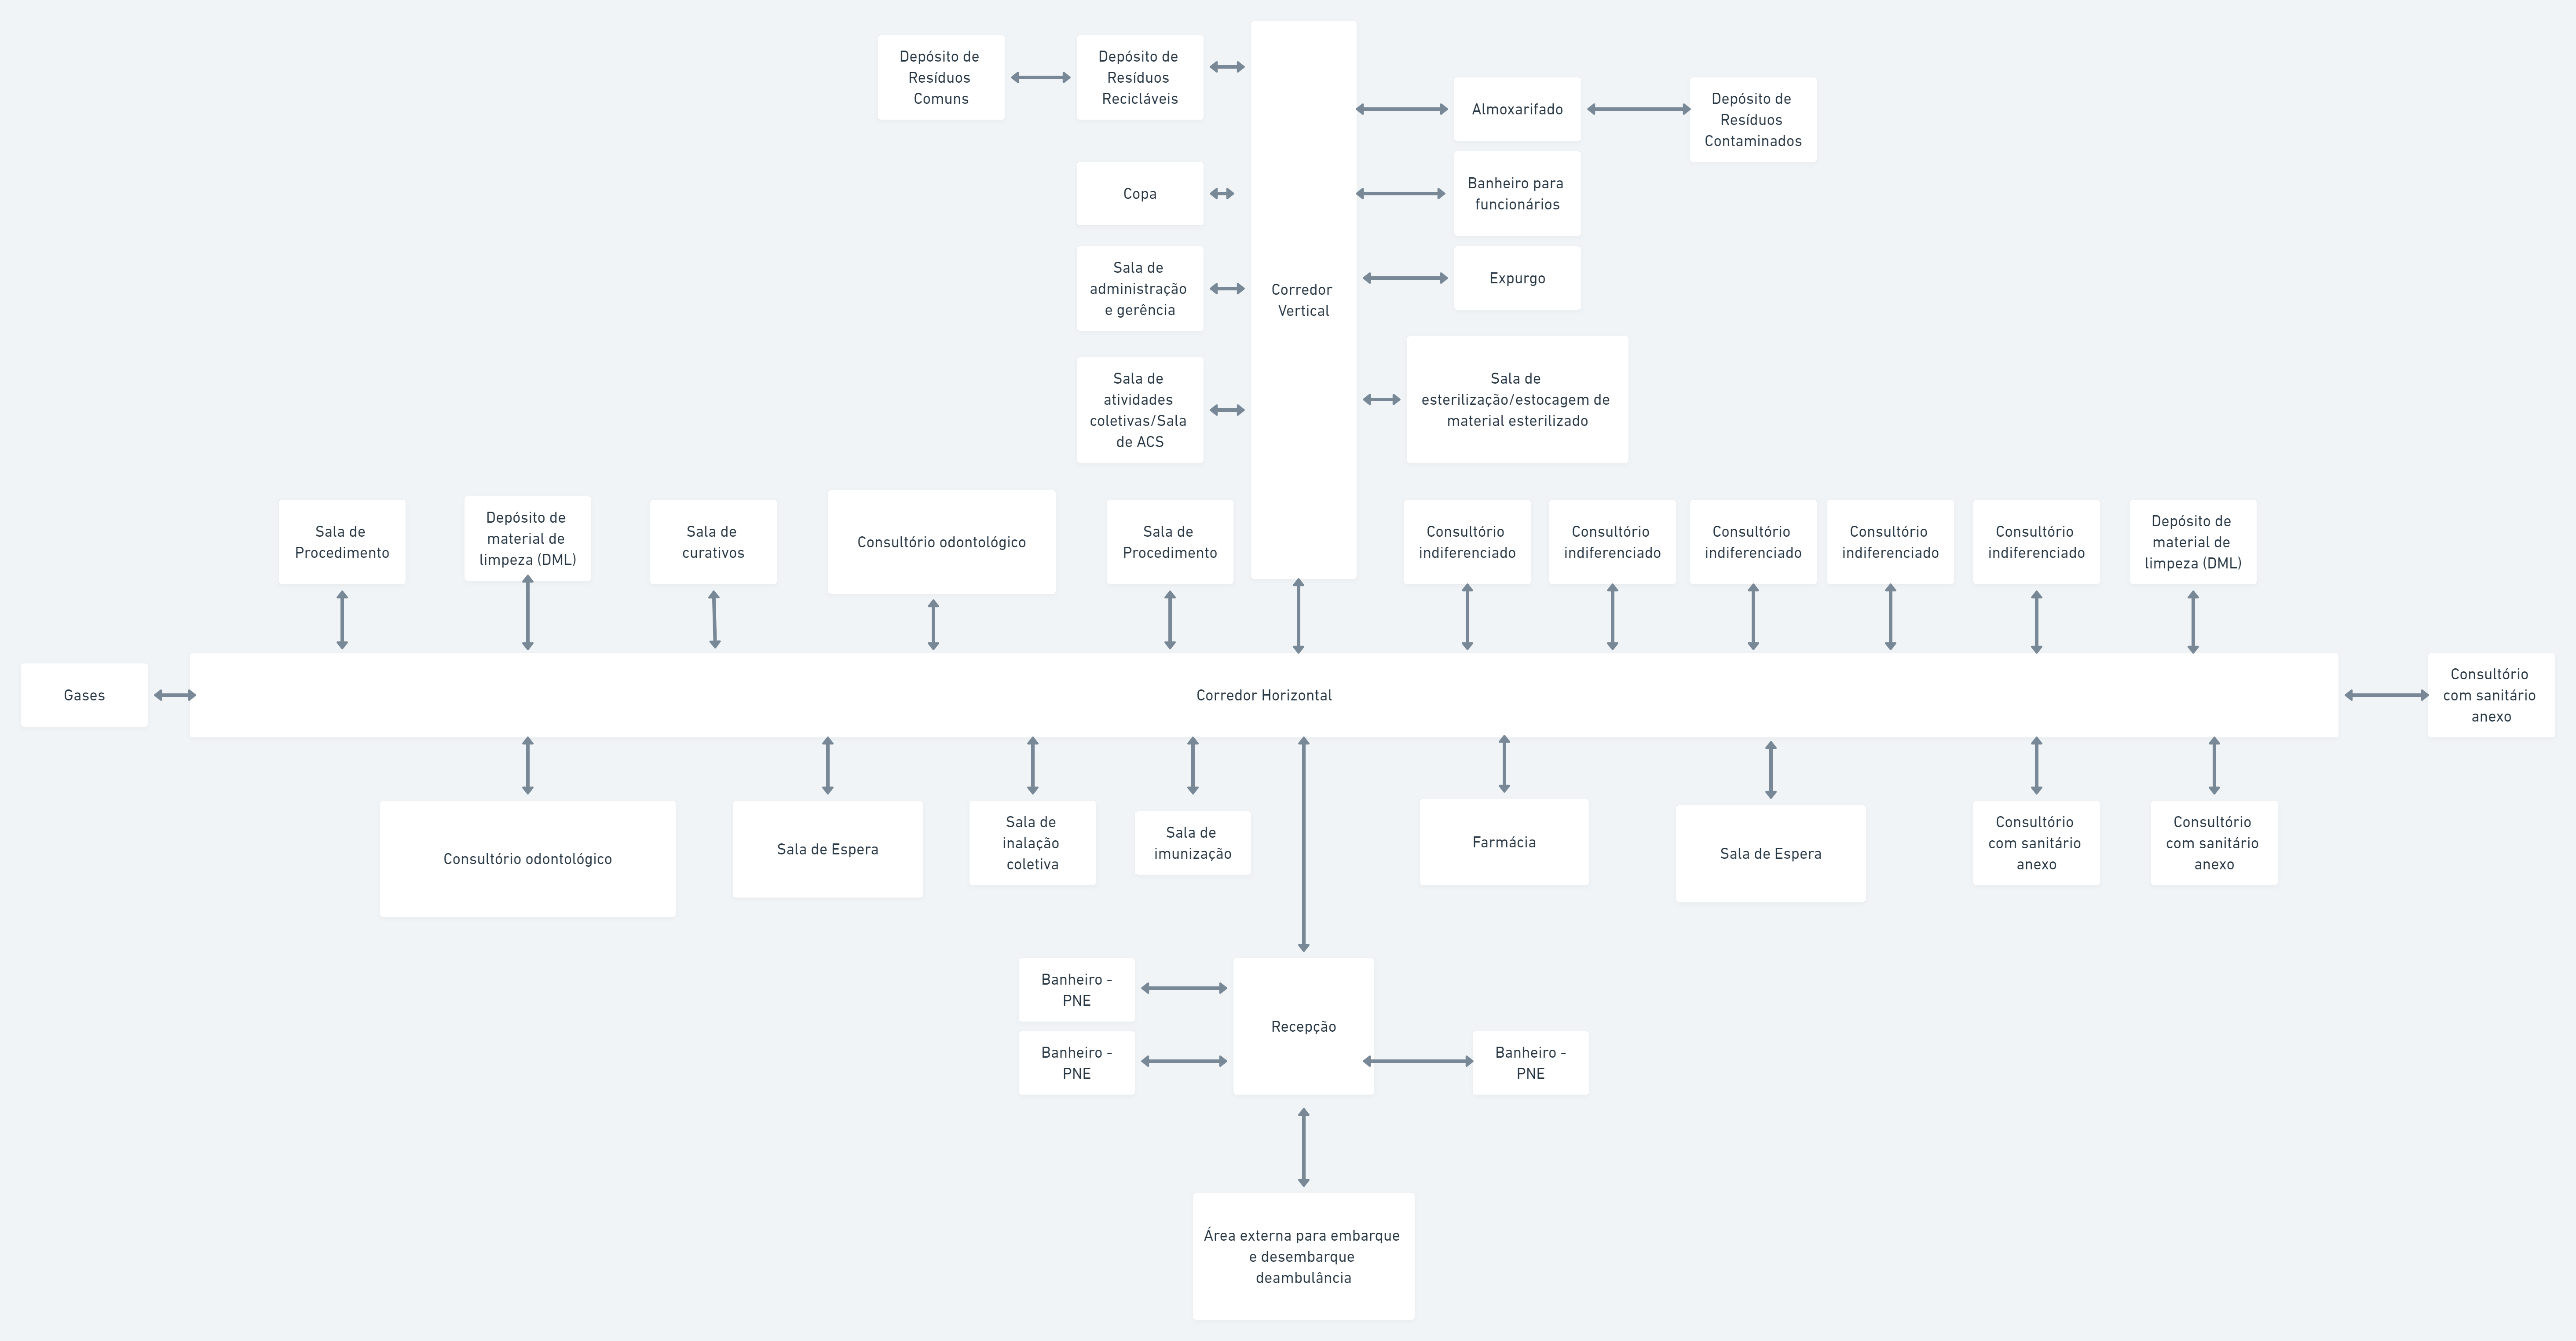 Depósito de
Resíduos
Comuns
Depósito de
Resíduos
Recicláveis
Almoxarifado
Depósito de
Resíduos
Contaminados
Copa
Banheiro para
funcionários
Sala de
administração
e gerência
Expurgo
Corredor
Vertical
Sala de
atividades
coletivas/Sala
de ACS
Sala de
esterilização/estocagem de
material esterilizado
Sala de
Procedimento
Depósito de
material de
limpeza (DML)
Sala de
curativos
Consultório odontológico
Sala de
Procedimento
Consultório
indiferenciado
Consultório
indiferenciado
Consultório
indiferenciado
Consultório
indiferenciado
Consultório
indiferenciado
Depósito de
material de
limpeza (DML)
Gases
Corredor Horizontal
Consultório
com sanitário
anexo
Consultório odontológico
Sala de Espera
Sala de
inalação
coletiva
Sala de
imunização
Farmácia
Sala de Espera
Consultório
com sanitário
anexo
Consultório
com sanitário
anexo
Banheiro -
PNE
Banheiro -
PNE
Recepção
Banheiro -
PNE
Área externa para embarque
e desembarque
deambulância